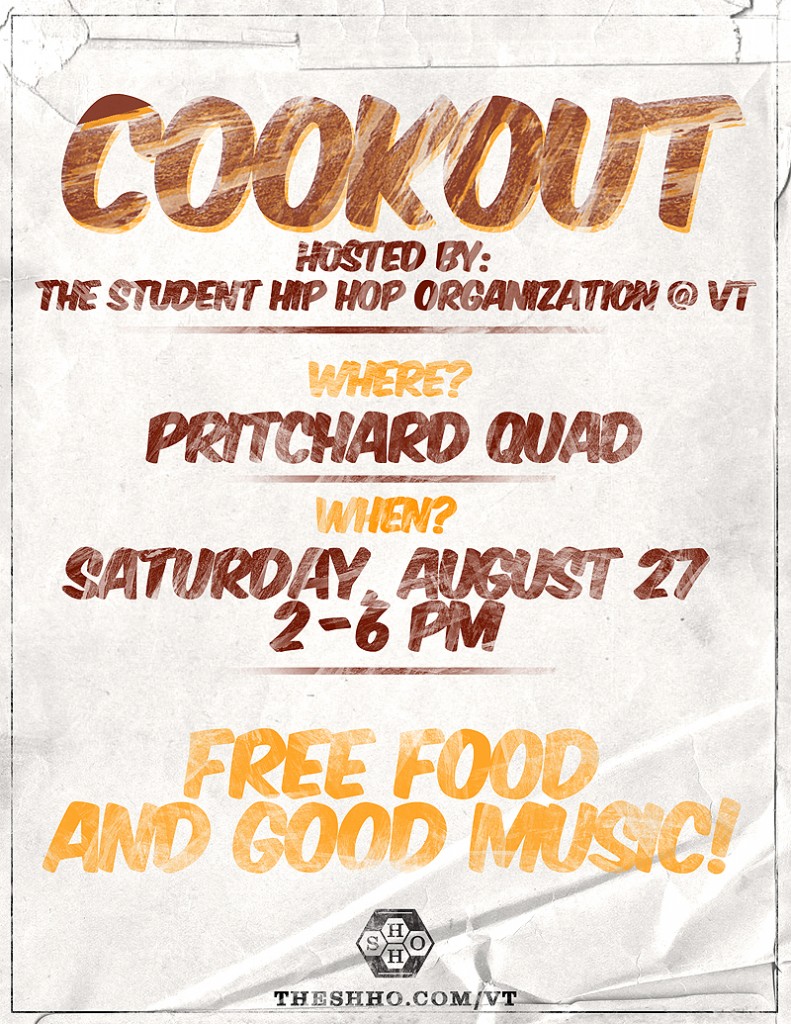 COOKOUT
HOSTED BY:
THE STUDENT HIP HOP ORGANIZATION @ VT
WHERE?
PRITCHARD QUAD
WHEN?
SATURDAY, AUGUST 27
2-6 PM
FREE FOOD
AND GOOD MUSIC!
SHHO
THESHHO.COM/VT